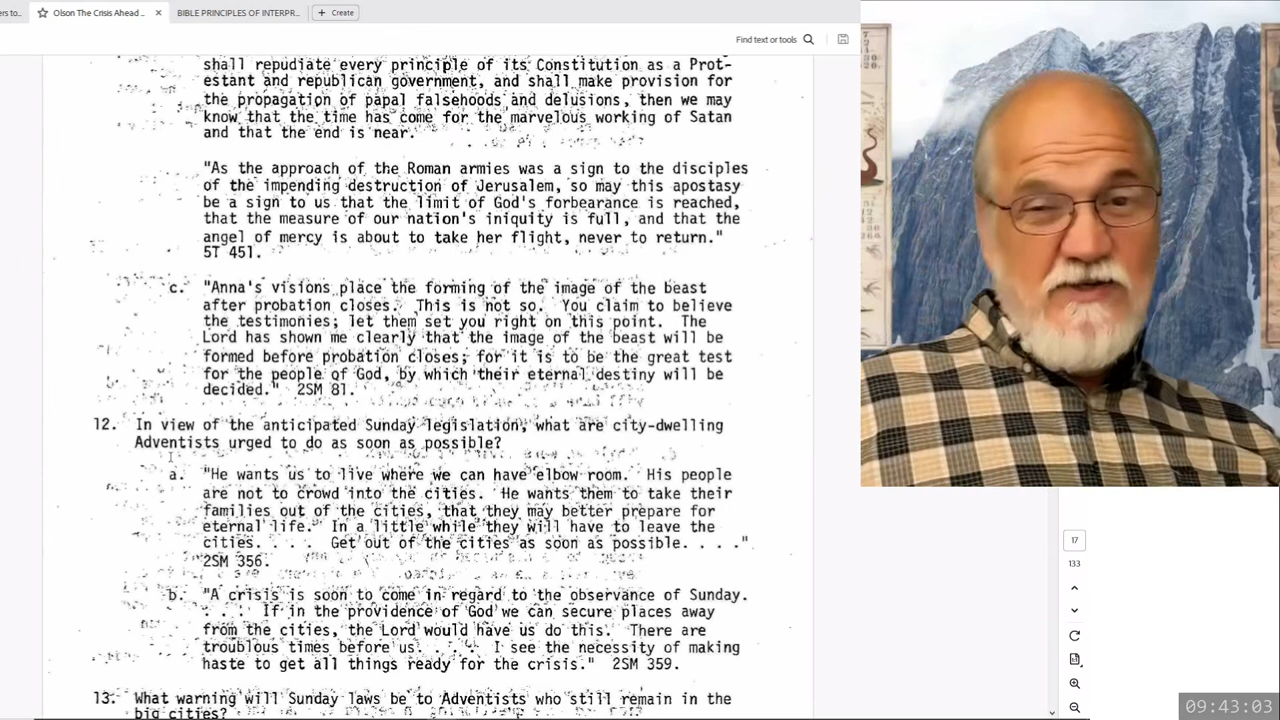 ers to..
Olson The Crisis Ahead ..
BIBLE PRINCIPLES OF INTERPR...
Create
Find text or tools
shall repudiate every principle of its Constitution as a Prot-
estant and republican government, and shall make provision for
the propagation of papal falsehoods and delusions, then we may
know that the time has come for the marvelous working of Satan
and that the end is near.
"As the approach of the Roman armies was a sign to the disciples
of the impending destruction of Jerusalem, so may this apostasy
be a sign to us that the limit of God's forbearance is reached,
that the measure of our nation's iniquity is full, and that the
angel of mercy is about to take her flight, never to return."
5T 451.
c. "Anna's visions place the forming of the image of the beast
after probation closes. This is not so. You claim to believe
the testimonies; let them set you right on this point. The
Lord has shown me clearly that the image of the beast will be
formed before probation closes; for it is to be the great test
for the people of God, by which their eternal destiny will be
decided." 2SM 81.
12. In view of the anticipated Sunday legislation, what are city-dwelling
Adventists urged to do as soon as possible?
a. "He wants us to live where we can have elbow room. His people
are not to crowd into the cities. He wants them to take their
families out of the cities, that they may better prepare for
eternal life." In a little while they will have to leave the
cities. . . . Get out of the cities as soon as possible. . . ."
2SM 356.
b. "A crisis is soon to come in regard to the observance of Sunday.
. . . If in the providence of God we can secure places away
from the cities, the Lord would have us do this. There are
troublous times before us. . . . I see the necessity of making
haste to get all things ready for the crisis." 2SM 359.
13. What warning will Sunday laws be to Adventists who still remain in the
big cities?
17
133
09:43:03